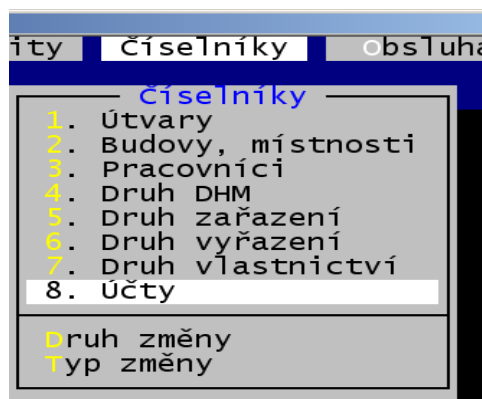 ity Číselníky Obsluha
Číselníky
1. Útvary
2. Budovy, místnosti
3. Pracovníci
4. Druh DHM
5. Druh zařazení
6. Druh vyřazení
7. Druh vlastnictví
8. Účty
Druh změny
Typ změny